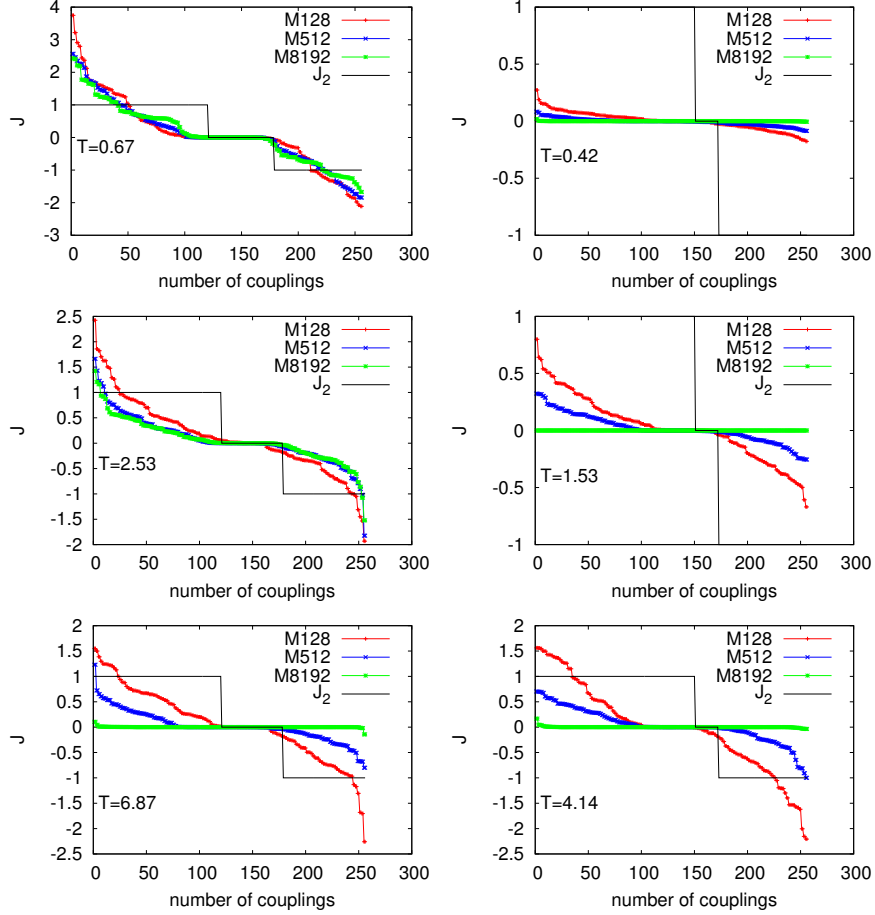 4
3
2
1
0
-1
-2
-3
J
0 50 100 150 200 250 300
number of couplings
T=0.67
M128
M512
M8192
J2
1
0.5
0
-0.5
-1
J
0 50 100 150 200 250 300
number of couplings
T=0.42
M128
M512
M8192
J2
2.5
2
1.5
1
0.5
0
-0.5
-1
-1.5
-2
J
0 50 100 150 200 250 300
number of couplings
T=2.53
M128
M512
M8192
J2
1
0.5
0
-0.5
-1
J
0 50 100 150 200 250 300
number of couplings
T=1.53
M128
M512
M8192
J2
2
1.5
1
0.5
0
-0.5
-1
-1.5
-2
-2.5
J
0 50 100 150 200 250 300
number of couplings
T=6.87
M128
M512
M8192
J2
2
1.5
1
0.5
0
-0.5
-1
-1.5
-2
-2.5
J
0 50 100 150 200 250 300
number of couplings
T=4.14
M128
M512
M8192
J2